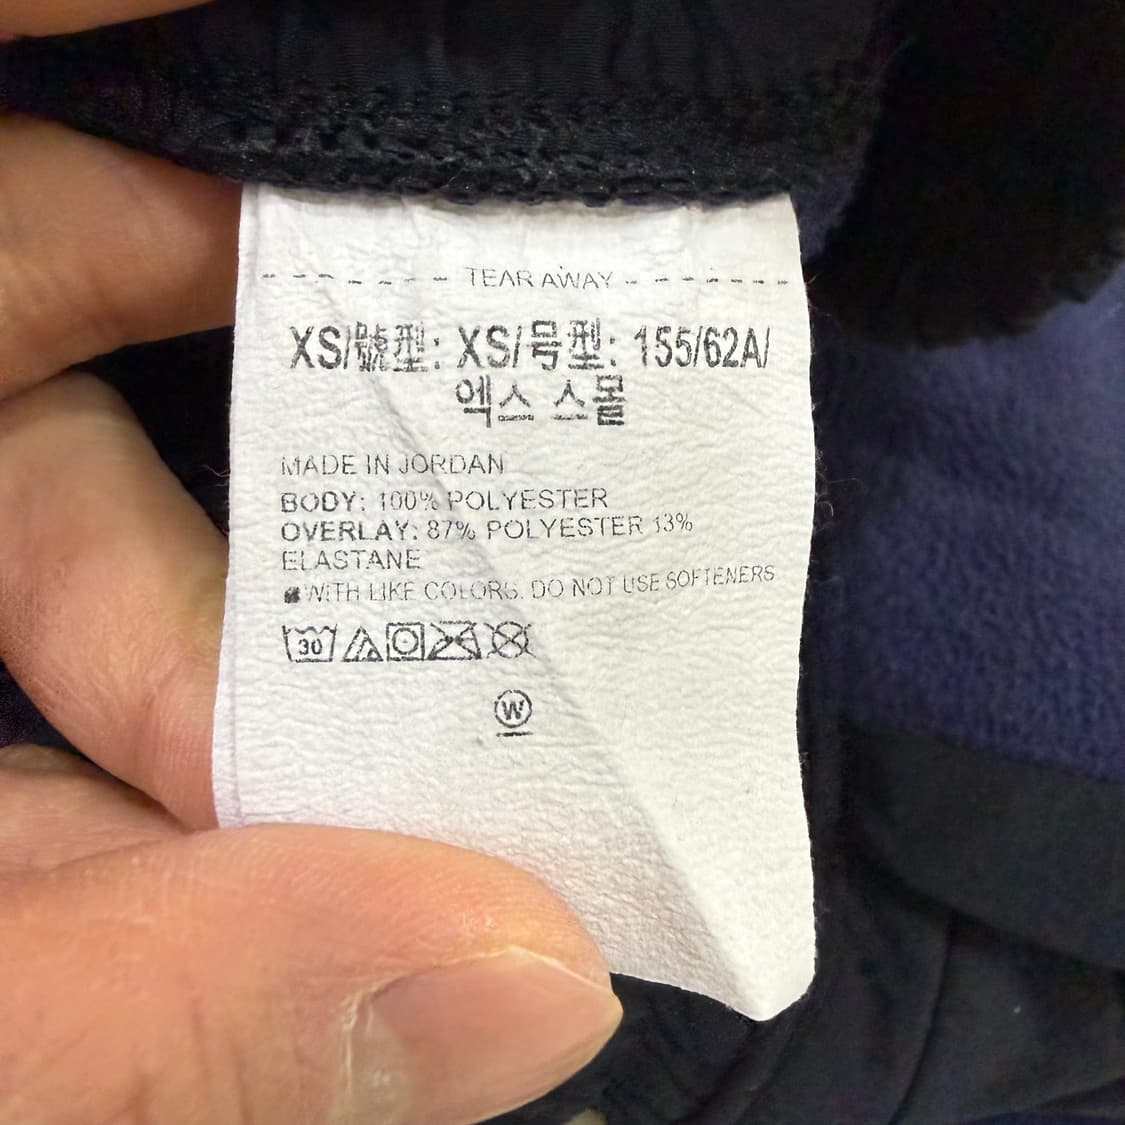 TEAR AWAY
XS/號型: XS/号型: 155/62A/
엑스 스몰
MADE IN JORDAN
BODY: 100% POLYESTER
OVERLAY: 87% POLYESTER 13%
ELASTANE
WITH LIKE COLORS. DO NOT USE SOFTENERS
30
W